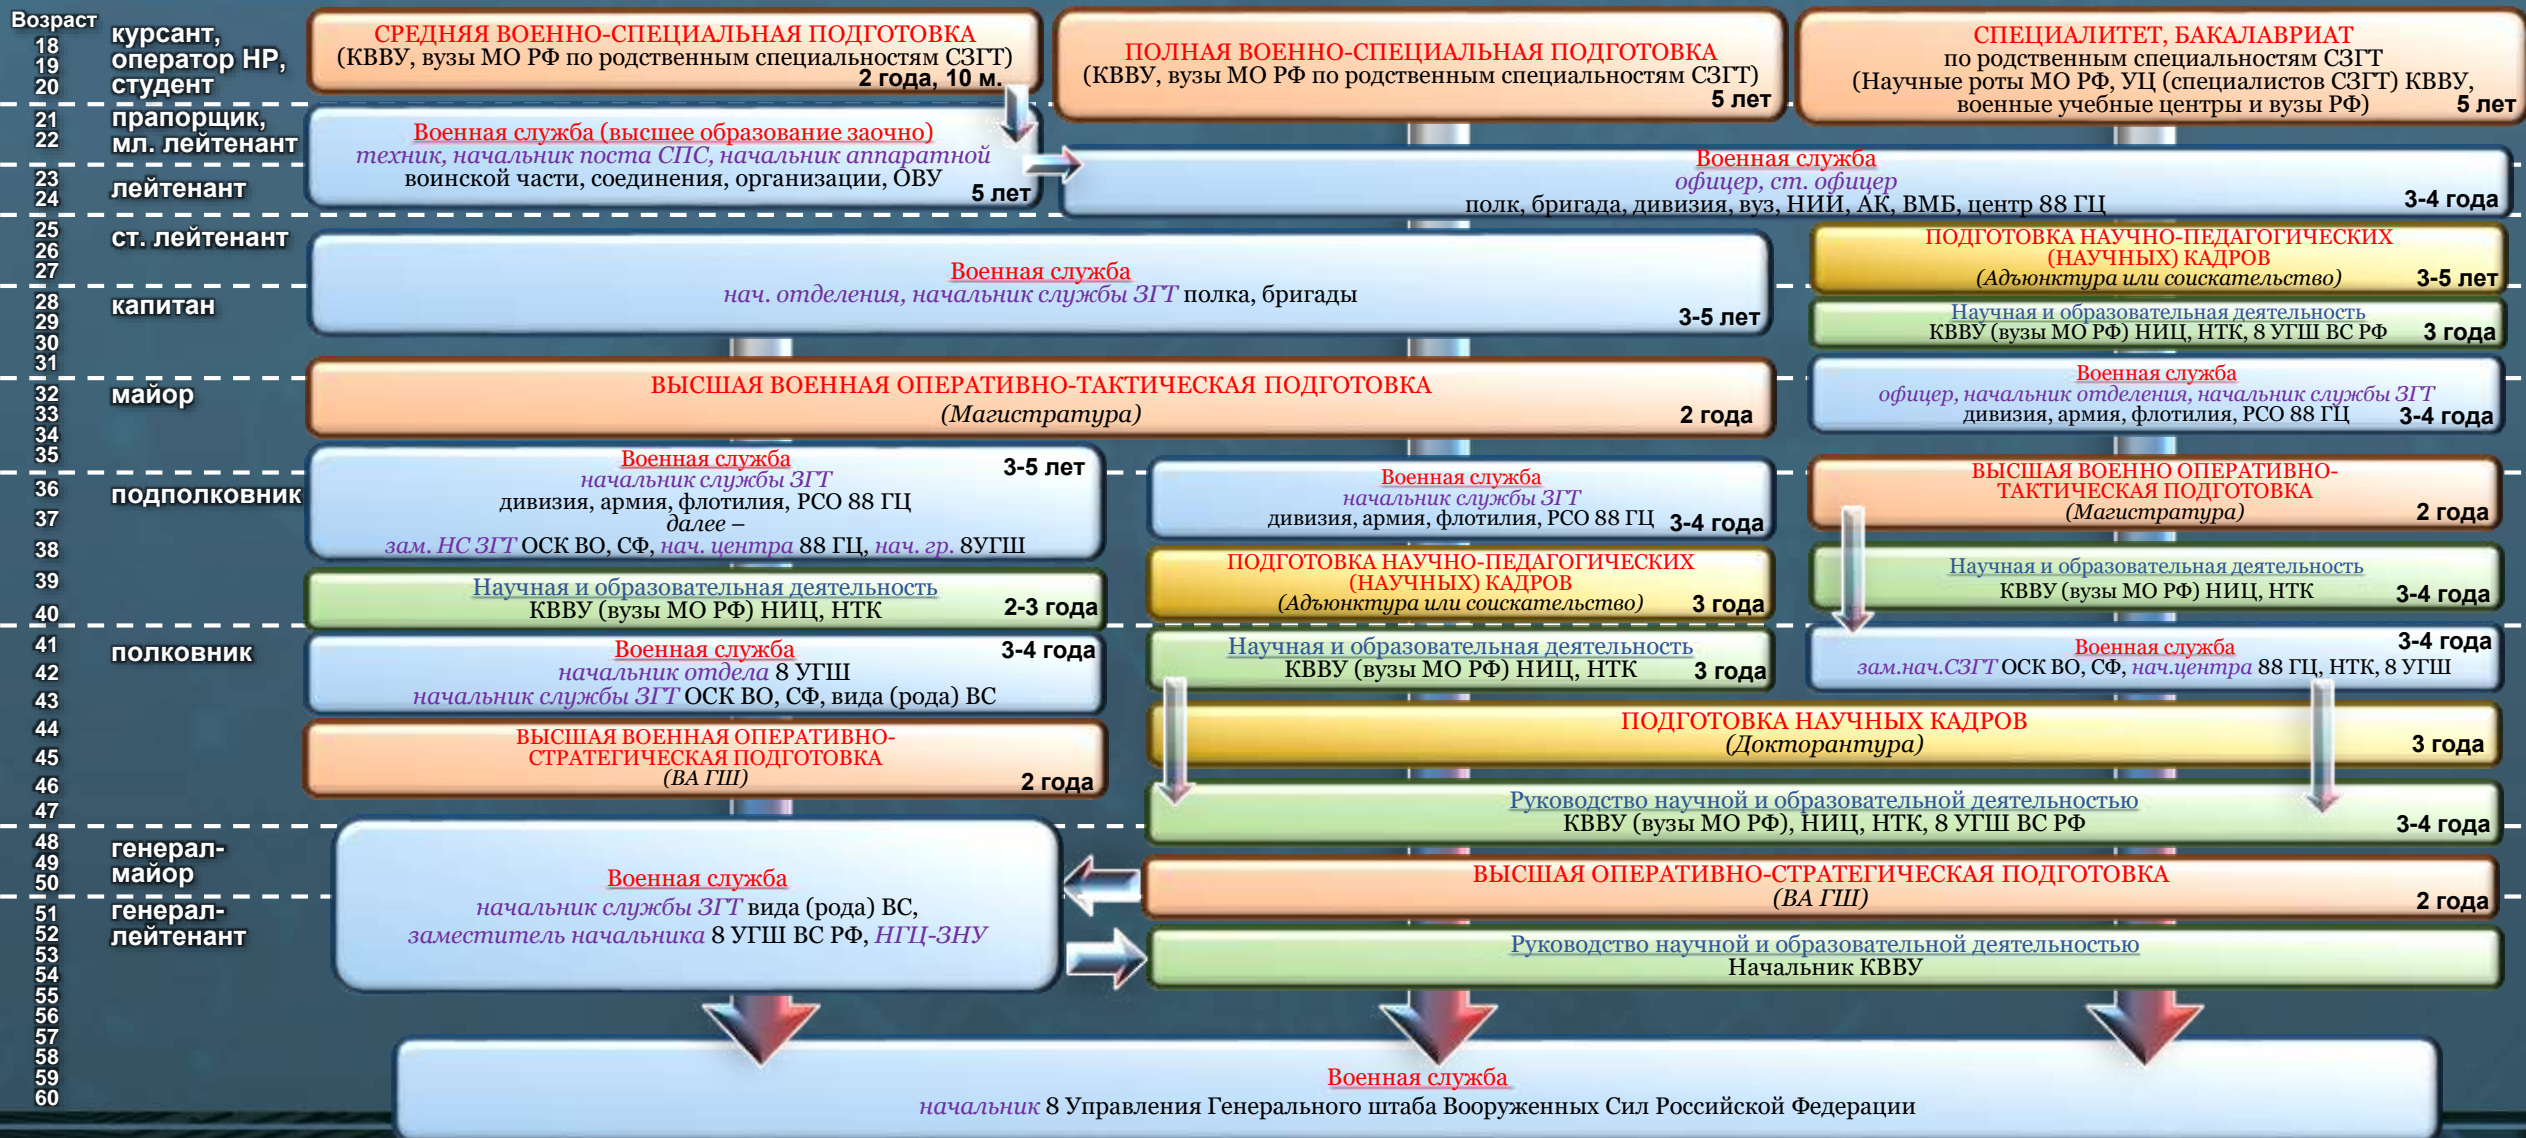 Возраст
18
19
20
курсант,
оператор НР,
студент
СРЕДНЯЯ ВОЕННО-СПЕЦИАЛЬНАЯ ПОДГОТОВКА
(КВВУ, вузы МО РФ по родственным специальностям СЗГТ)
2 года, 10 м.
ПОЛНАЯ ВОЕННО-СПЕЦИАЛЬНАЯ ПОДГОТОВКА
(КВВУ, вузы МО РФ по родственным специальностям СЗГТ)
5 лет
СПЕЦИАЛИТЕТ, БАКАЛАВРИАТ
по родственным специальностям СЗГТ
(Научные роты МО РФ, УЦ (специалистов СЗГТ) КВВУ,
военные учебные центры и вузы РФ)
5 лет
21
22
прапорщик,
мл. лейтенант
Военная служба (высшее образование заочно)
техник, начальник поста СПС, начальник аппаратной
воинской части, соединения, организации, ОВУ
5 лет
23
24
лейтенант
Военная служба
офицер, ст. офицер
полк, бригада, дивизия, вуз, НИИ, АК, ВМБ, центр 88 ГЦ
3-4 года
25
26
27
ст. лейтенант
Военная служба
нач. отделения, начальник службы ЗГТ полка, бригады
3-5 лет
ПОДГОТОВКА НАУЧНО-ПЕДАГОГИЧЕСКИХ
(НАУЧНЫХ) КАДРОВ
(Адъюнктура или соискательство)
3-5 лет
28
29
30
31
капитан
Научная и образовательная деятельность
КВВУ (вузы МО РФ) НИЦ, НТК, 8 УГШ ВС РФ
3 года
32
33
34
35
майор
ВЫСШАЯ ВОЕННАЯ ОПЕРАТИВНО-ТАКТИЧЕСКАЯ ПОДГОТОВКА
(Магистратура)
2 года
Военная служба
офицер, начальник отделения, начальник службы ЗГТ
дивизия, армия, флотилия, РСО 88 ГЦ
3-4 года
36
37
38
39
40
подполковник
Военная служба
3-5 лет
начальник службы ЗГТ
дивизия, армия, флотилия, РСО 88 ГЦ
далее –
зам. НС ЗГТ ОСК ВО, СФ, нач. центра 88 ГЦ, нач. гр. 8УГШ
Военная служба
начальник службы ЗГТ
дивизия, армия, флотилия, РСО 88 ГЦ
3-4 года
ВЫСШАЯ ВОЕННО ОПЕРАТИВНО-
ТАКТИЧЕСКАЯ ПОДГОТОВКА
(Магистратура)
2 года
Научная и образовательная деятельность
КВВУ (вузы МО РФ) НИЦ, НТК
2-3 года
ПОДГОТОВКА НАУЧНО-ПЕДАГОГИЧЕСКИХ
(НАУЧНЫХ) КАДРОВ
(Адъюнктура или соискательство)
3 года
Научная и образовательная деятельность
КВВУ (вузы МО РФ) НИЦ, НТК
3-4 года
41
42
43
44
45
46
47
полковник
Военная служба
3-4 года
начальник отдела 8 УГШ
начальник службы ЗГТ ОСК ВО, СФ, вида (рода) ВС
Научная и образовательная деятельность
КВВУ (вузы МО РФ) НИЦ, НТК
3 года
Военная служба
3-4 года
зам.нач.СЗГТ ОСК ВО, СФ, нач.центра 88 ГЦ, НТК, 8 УГШ
ВЫСШАЯ ВОЕННАЯ ОПЕРАТИВНО-
СТРАТЕГИЧЕСКАЯ ПОДГОТОВКА
(ВА ГШ)
2 года
ПОДГОТОВКА НАУЧНЫХ КАДРОВ
(Докторантура)
3 года
Руководство научной и образовательной деятельностью
КВВУ (вузы МО РФ), НИЦ, НТК, 8 УГШ ВС РФ
3-4 года
48
49
50
генерал-
майор
Военная служба
начальник службы ЗГТ вида (рода) ВС,
заместитель начальника 8 УГШ ВС РФ, НГЦ-ЗНУ
ВЫСШАЯ ОПЕРАТИВНО-СТРАТЕГИЧЕСКАЯ ПОДГОТОВКА
(ВА ГШ)
2 года
51
52
53
54
55
56
57
58
59
60
генерал-
лейтенант
Руководство научной и образовательной деятельностью
Начальник КВВУ
Военная служба
начальник 8 Управления Генерального штаба Вооруженных Сил Российской Федерации